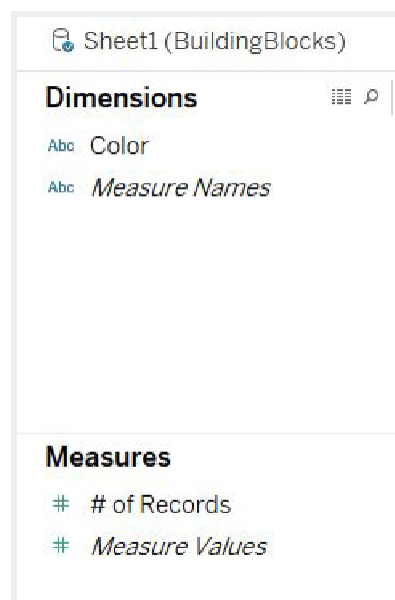 Sheet1 (BuildingBlocks)
Dimensions
Abc Color
Abc Measure Names
Measures
# # of Records
# Measure Values